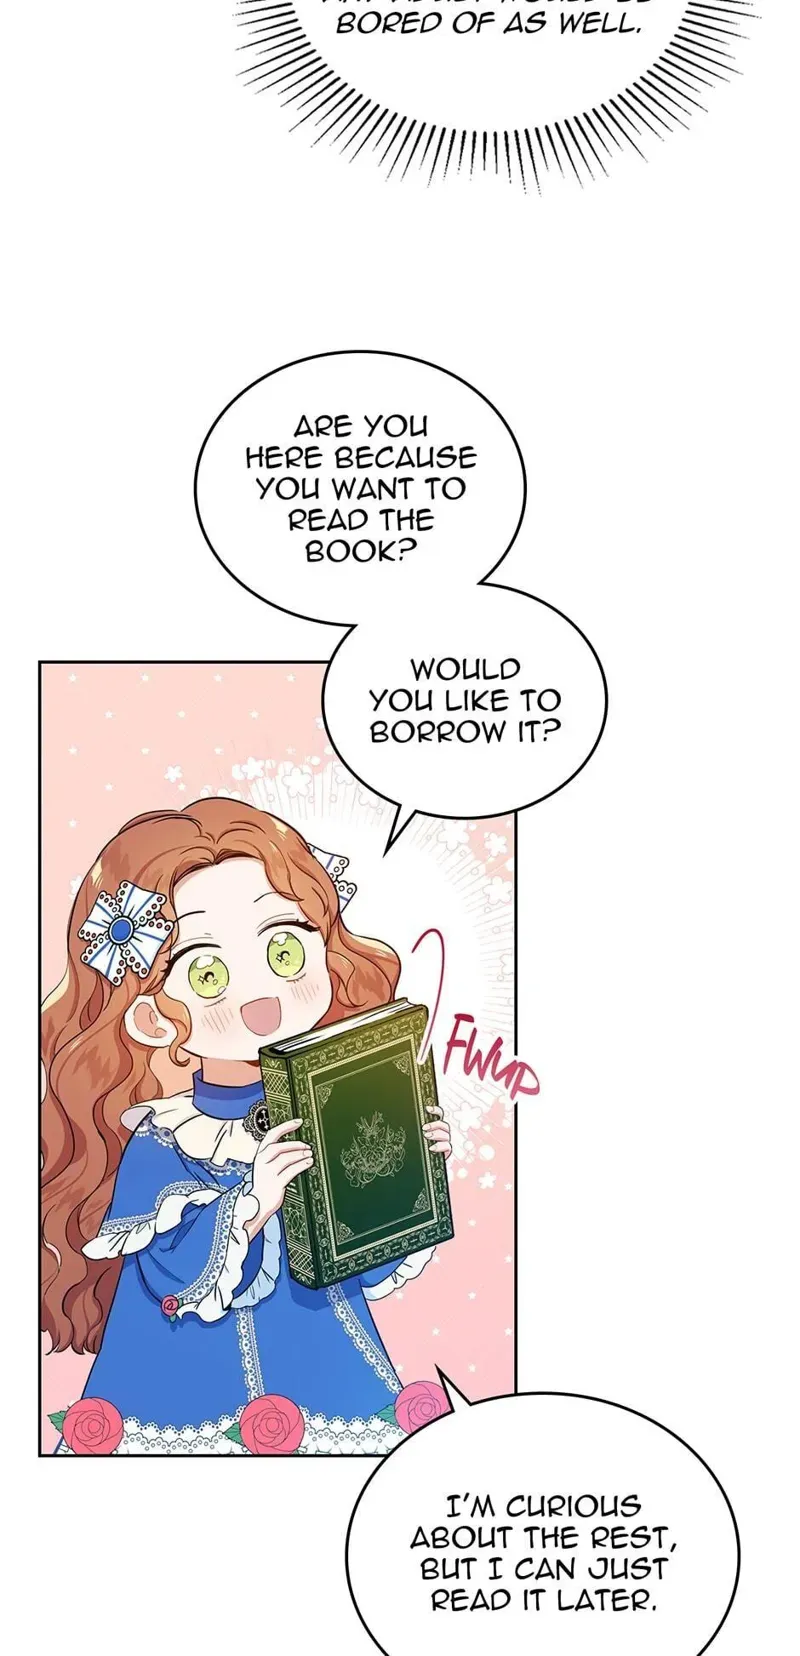 BORED OF AS WELL.
ARE YOU
HERE BECAUSE
YOU WANT TO
READ THE
BOOK?
WOULD
YOU LIKE TO
BORROW IT?
FWUP
I'M CURIOUS
ABOUT THE REST,
BUT I CAN JUST
READ IT LATER.